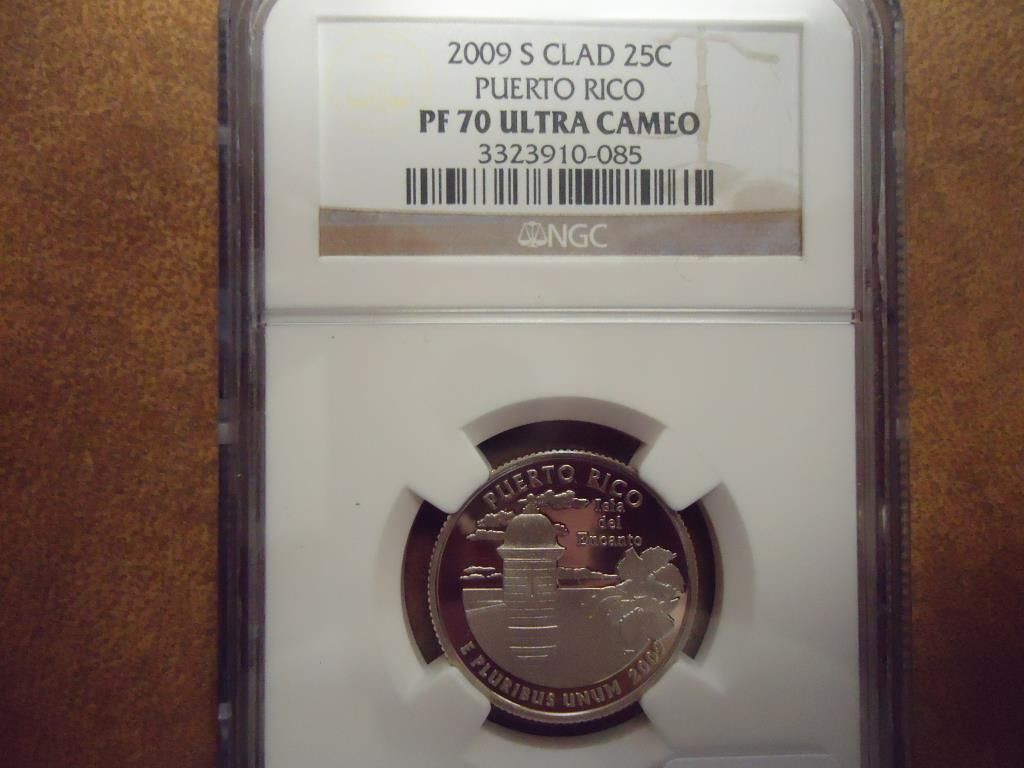 2009 S CLAD 25C
PUERTO RICO
PF 70 ULTRA CAMEO
3323910-085
NGC
PUERTO RICO
Isla
del
Encanto
E PLURIBUS UNUM 2009